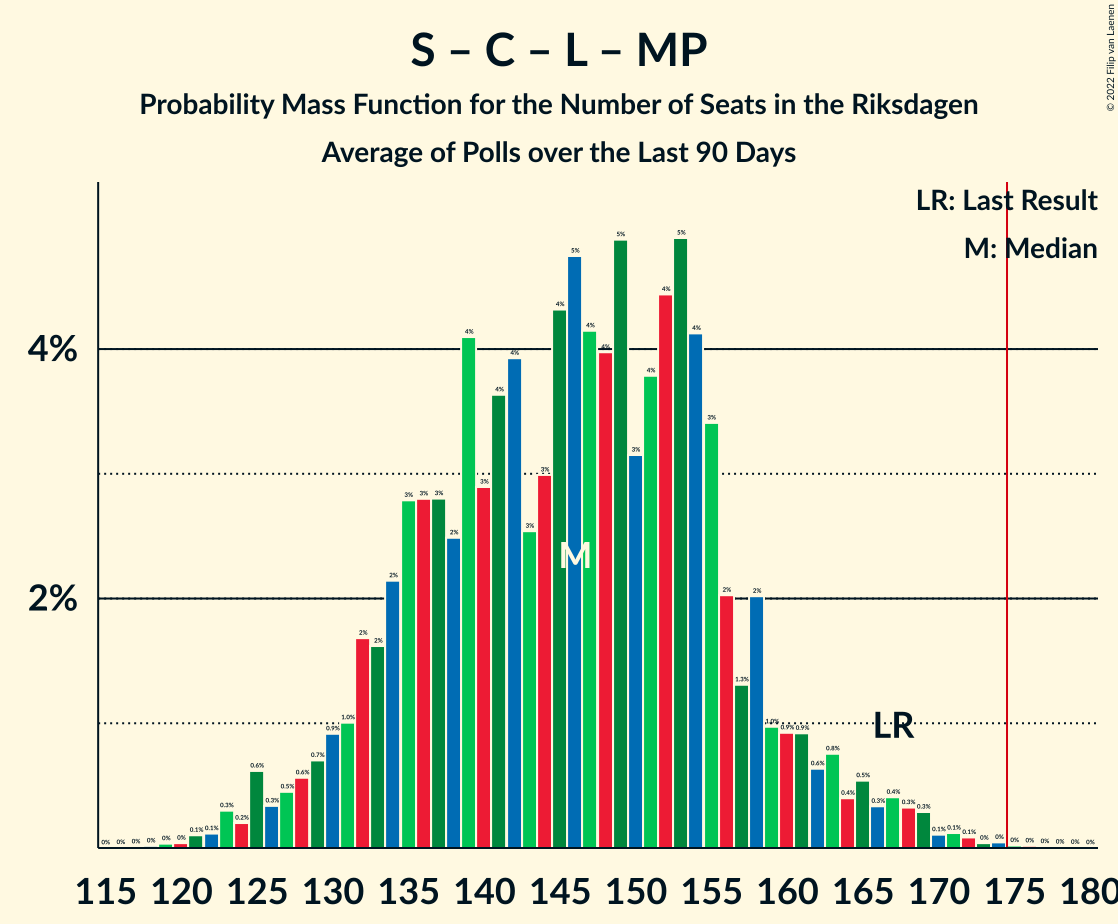 S – C – L – MP
Probability Mass Function for the Number of Seats in the Riksdagen
Average of Polls over the Last 90 Days
© 2022 Filip van Laenen
LR: Last Result
M: Median
4%
2%
M
LR
0% 0% 0% 0% 0% 0% 0.1% 0.1% 0.3% 0.2% 0.6% 0.3% 0.5% 0.6% 0.7% 0.9% 1.0% 2% 2% 2% 3% 3% 3% 2% 4% 3% 4% 4% 3% 3% 4% 5% 4% 4% 5% 3% 4% 4% 5% 4% 3% 2% 1.3% 2% 1.0% 0.9% 0.9% 0.6% 0.8% 0.4% 0.5% 0.3% 0.4% 0.3% 0.3% 0.1% 0.1% 0.1% 0% 0% 0% 0% 0% 0% 0% 0%
115 120 125 130 135 140 145 150 155 160 165 170 175 180